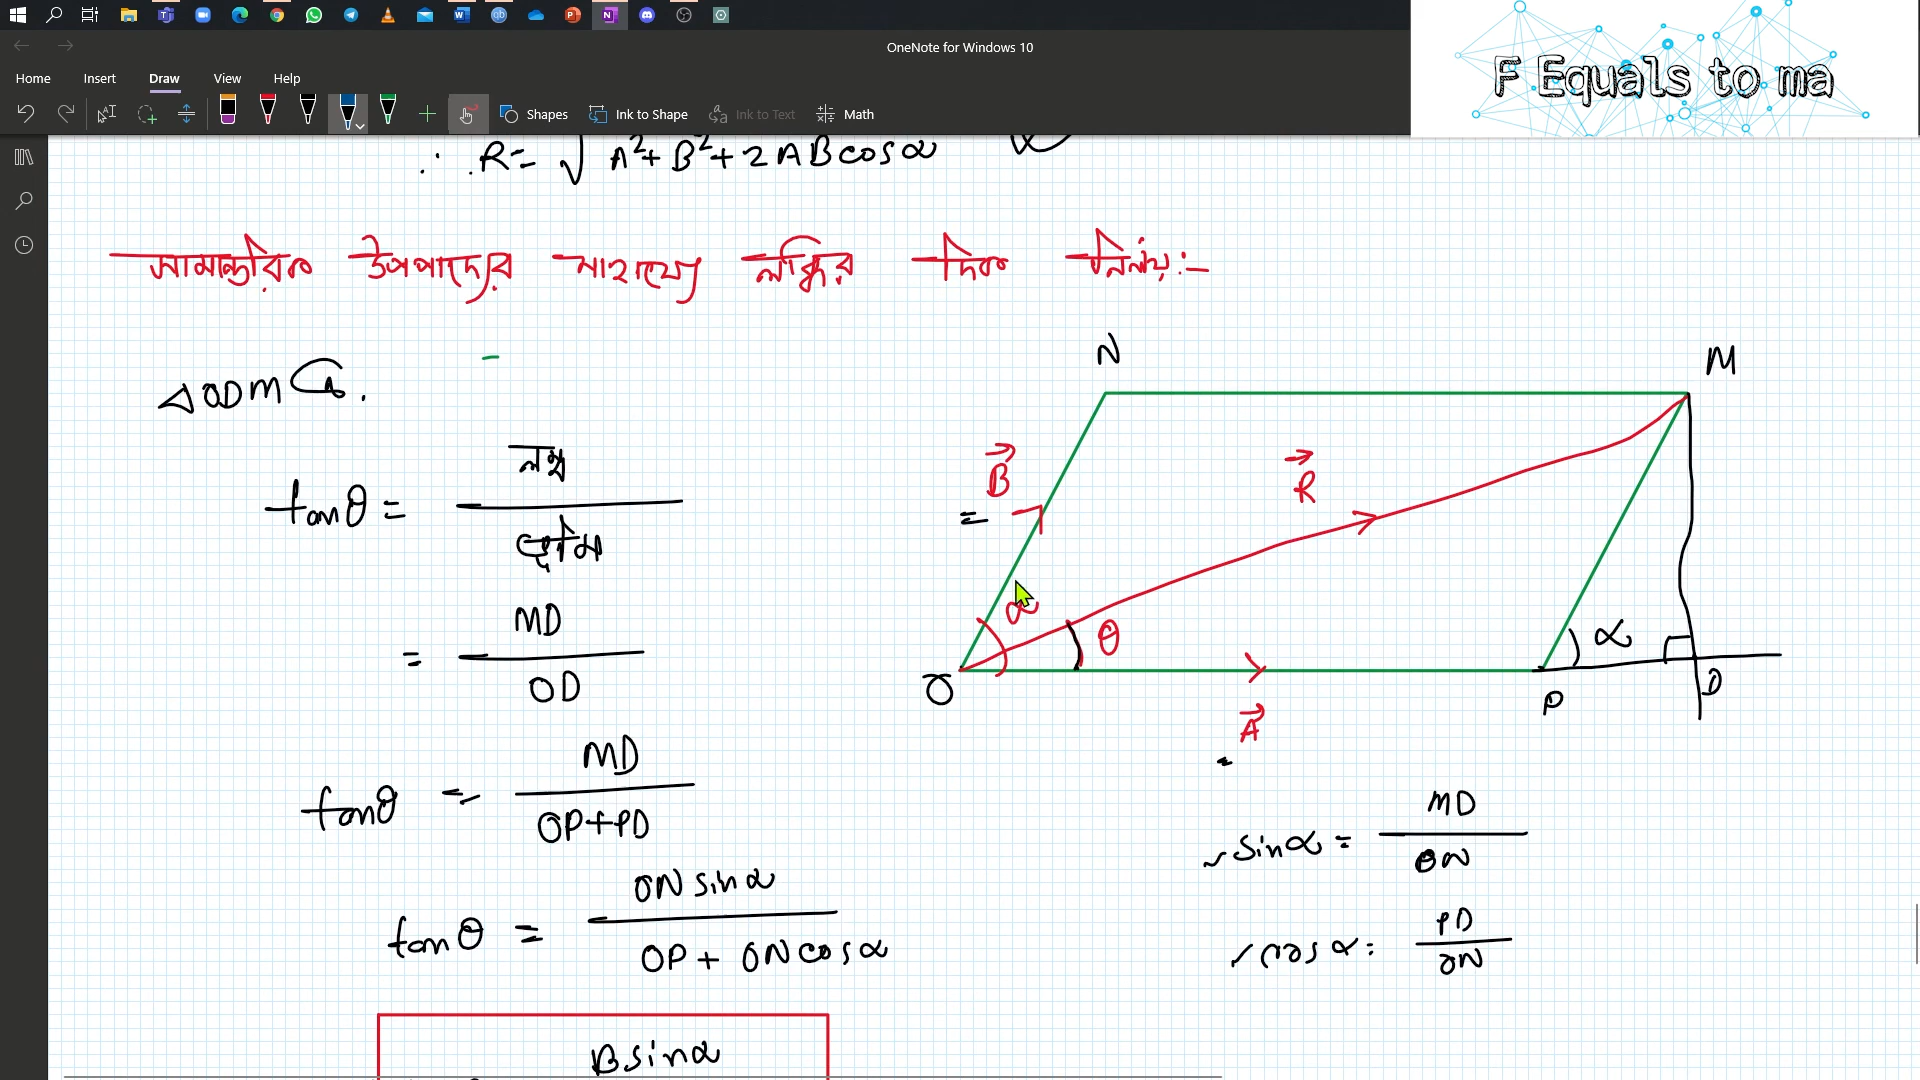 OneNote for Windows 10
F Equals to ma
Home Insert Draw View Help
Shapes Ink to Shape Ink to Text Math
∴ R = √A²+B²+2ABcosα
সামান্তরিক উপপাদ্যের সাহায্যে লব্ধির দিক নির্ণয় :-
N M
△ODM এ.
B⃗ R⃗
tanθ = লম্ব / ভূমি
=
α θ α
= MD / OD
O P D
A⃗
tanθ = MD / OP+PD
sinα = MD / ON
tanθ = ON sinα / OP + ON cosα
cosα = PD / ON
B sinα